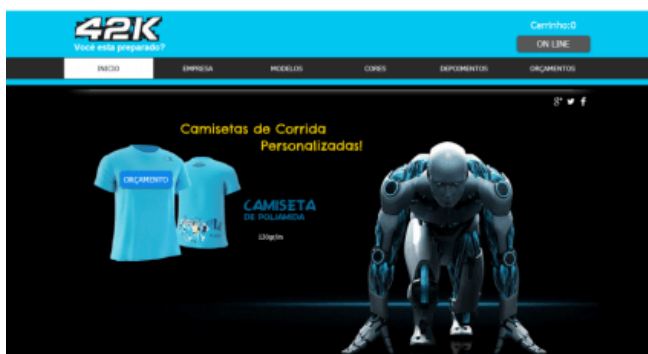 42K
Você esta preparado?
Carrinho:0
ON LINE
INICIO
EMPRESA
MODELOS
CORES
DEPOIMENTOS
ORÇAMENTOS
g+ f
Camisetas de Corrida
Personalizadas!
ORÇAMENTO
CAMISETA
DE POLIAMIDA
120gr/m